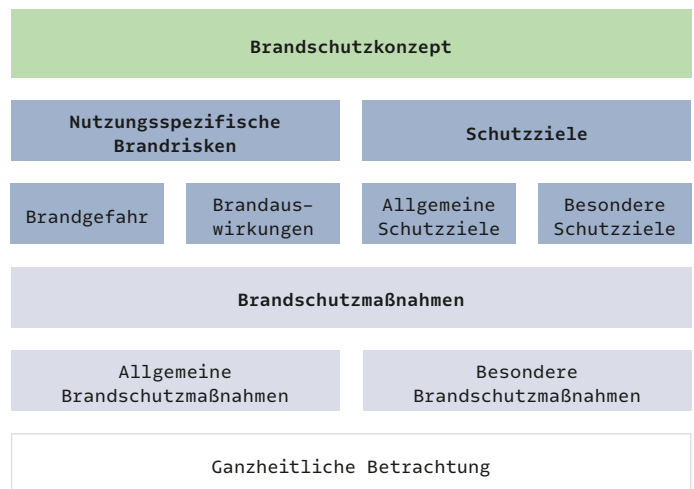 Brandschutzkonzept
Nutzungsspezifische
Brandrisken
Schutzziele
Brandgefahr
Brandaus-
wirkungen
Allgemeine
Schutzziele
Besondere
Schutzziele
Brandschutzmaßnahmen
Allgemeine
Brandschutzmaßnahmen
Besondere
Brandschutzmaßnahmen
Ganzheitliche Betrachtung